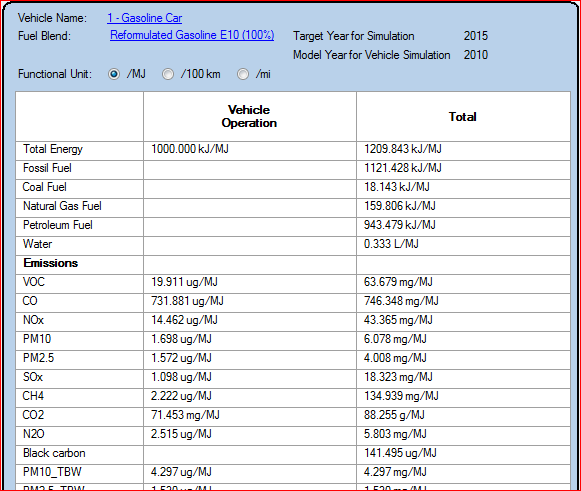 Vehicle Name: 1 - Gasoline Car
Fuel Blend: Reformulated Gasoline E10 (100%) Target Year for Simulation 2015
Model Year for Vehicle Simulation 2010
Functional Unit: /MJ /100 km /mi
Vehicle Operation Total
Total Energy 1000.000 kJ/MJ 1209.843 kJ/MJ
Fossil Fuel 1121.428 kJ/MJ
Coal Fuel 18.143 kJ/MJ
Natural Gas Fuel 159.806 kJ/MJ
Petroleum Fuel 943.479 kJ/MJ
Water 0.333 L/MJ
Emissions
VOC 19.911 ug/MJ 63.679 mg/MJ
CO 731.881 ug/MJ 746.348 mg/MJ
NOx 14.462 ug/MJ 43.365 mg/MJ
PM10 1.698 ug/MJ 6.078 mg/MJ
PM2.5 1.572 ug/MJ 4.008 mg/MJ
SOx 1.098 ug/MJ 18.323 mg/MJ
CH4 2.222 ug/MJ 134.939 mg/MJ
CO2 71.453 mg/MJ 88.255 g/MJ
N2O 2.515 ug/MJ 5.803 mg/MJ
Black carbon 141.495 ug/MJ
PM10_TBW 4.297 ug/MJ 4.297 mg/MJ